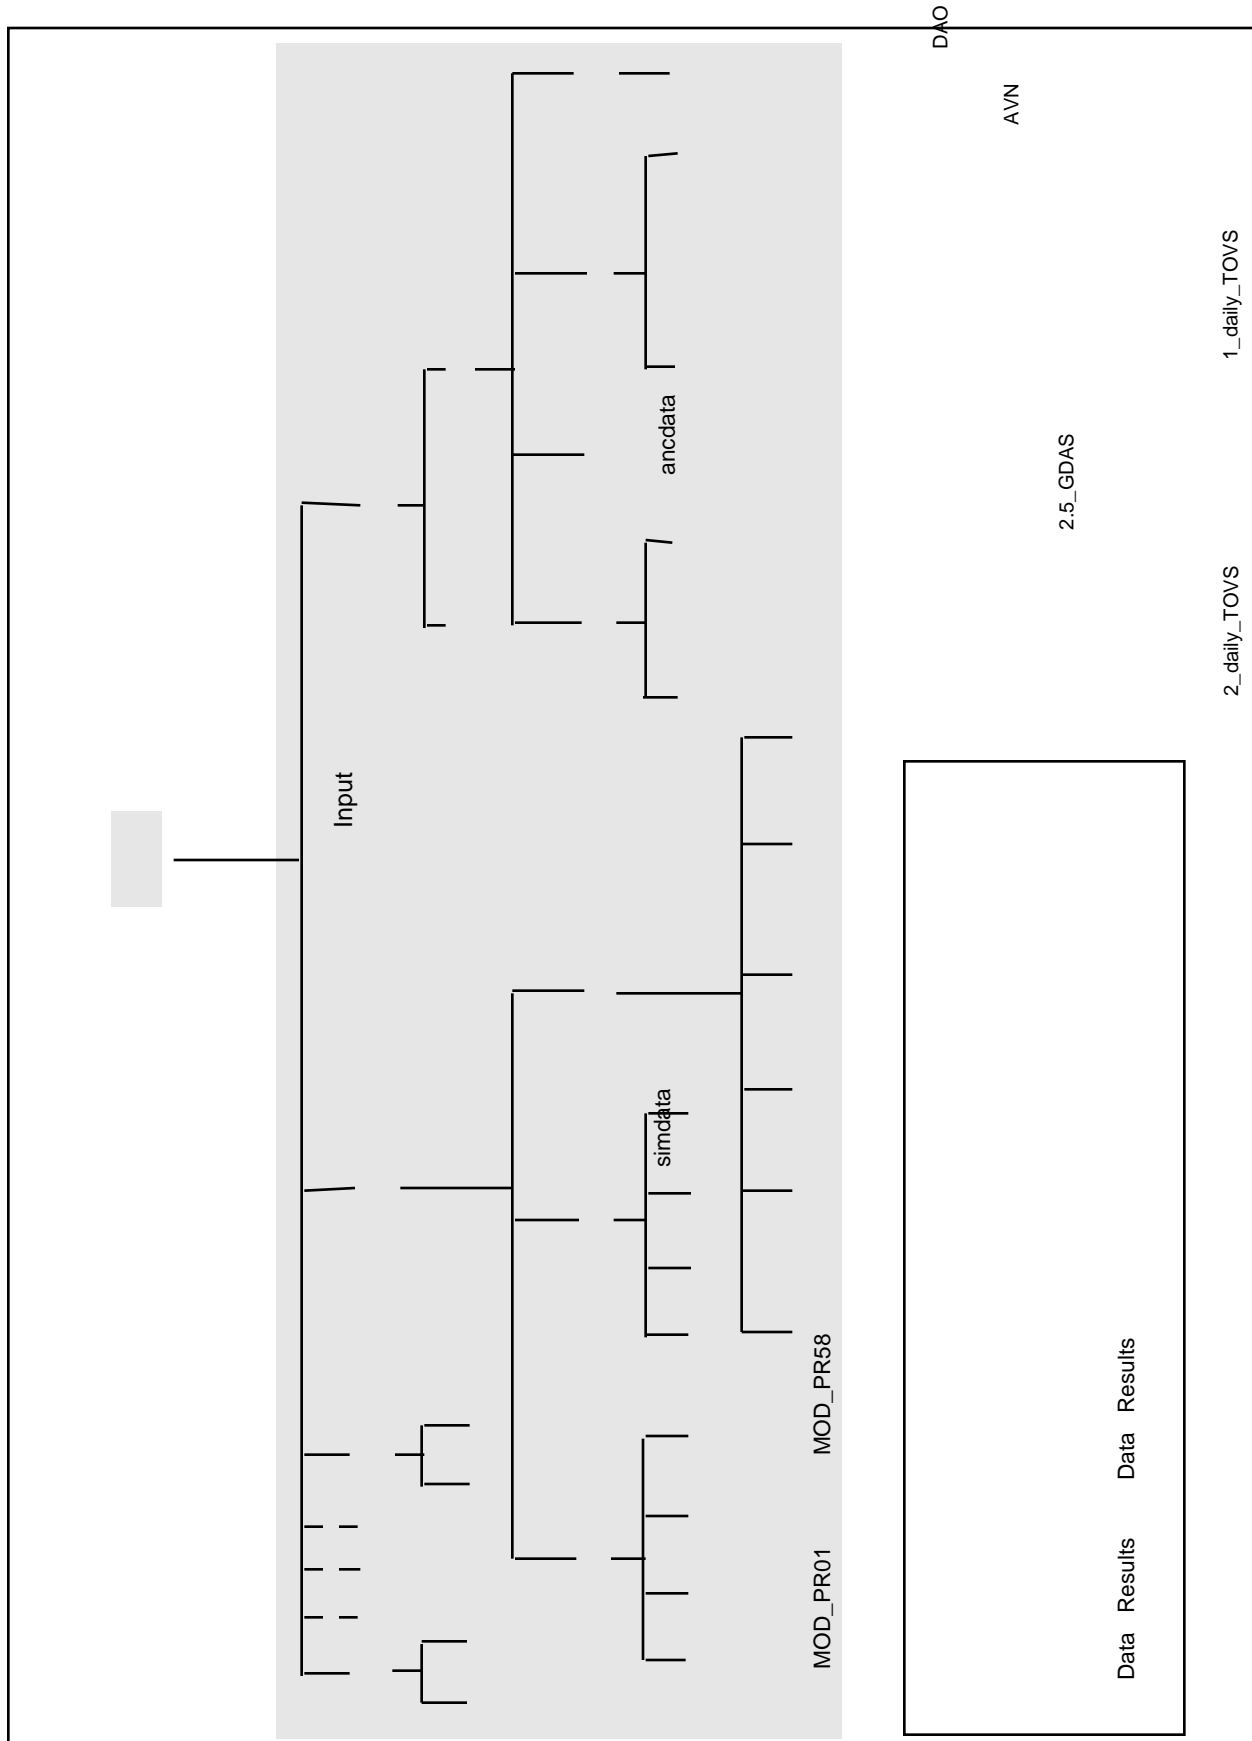 Input
MOD_PR01
MOD_PR58
simdata
ancdata
DAO
AVN
2.5_GDAS
Data Results
Data Results
2_daily_TOVS
1_daily_TOVS